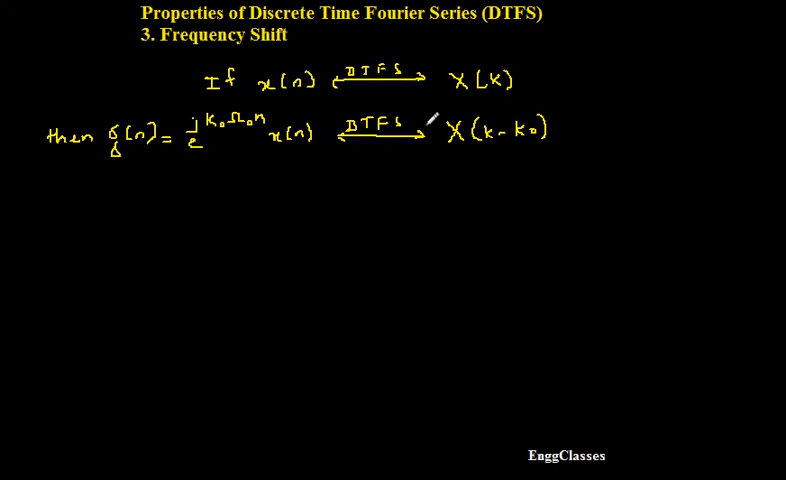 Properties of Discrete Time Fourier Series (DTFS)
3. Frequency Shift
If x(n) ⟷ DTFS X(k)
then g[n] = e^{jk₀Ω₀n} x(n) ⟷ DTFS X(k-k₀)
EnggClasses